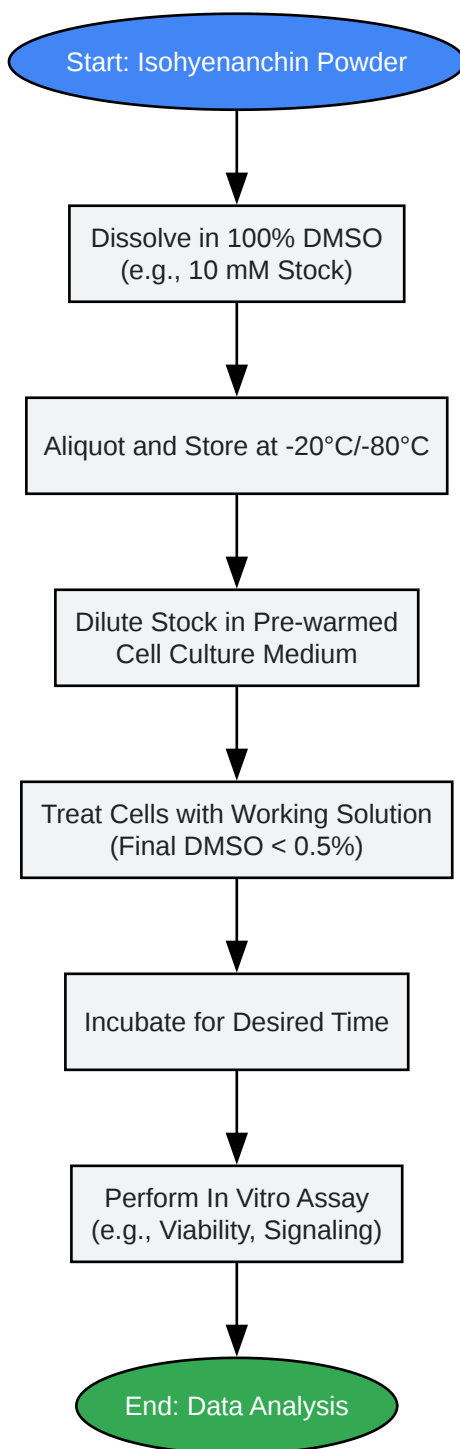 Start: Isohyenanchin Powder
Dissolve in 100% DMSO
(e.g., 10 mM Stock)
Aliquot and Store at -20°C/-80°C
Dilute Stock in Pre-warmed
Cell Culture Medium
Treat Cells with Working Solution
(Final DMSO < 0.5%)
Incubate for Desired Time
Perform In Vitro Assay
(e.g., Viability, Signaling)
End: Data Analysis